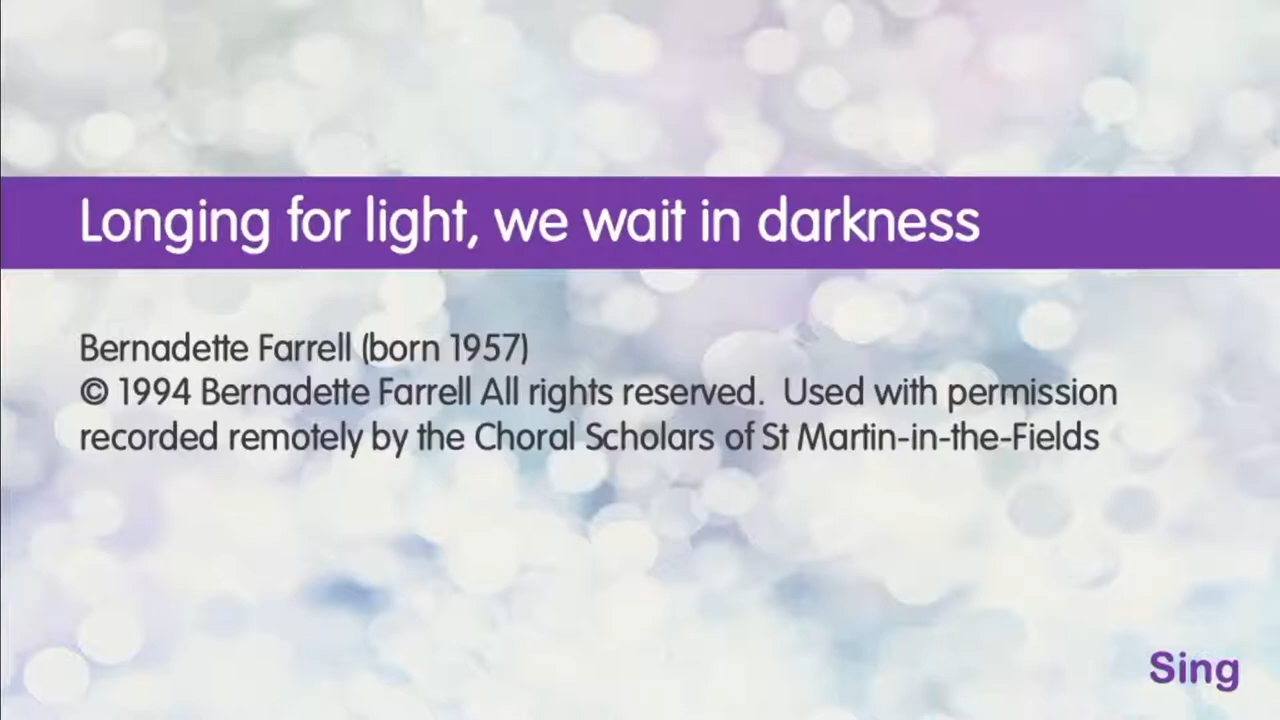 Longing for light, we wait in darkness
Bernadette Farrell (born 1957)
© 1994 Bernadette Farrell All rights reserved.  Used with permission
recorded remotely by the Choral Scholars of St Martin-in-the-Fields
Sing